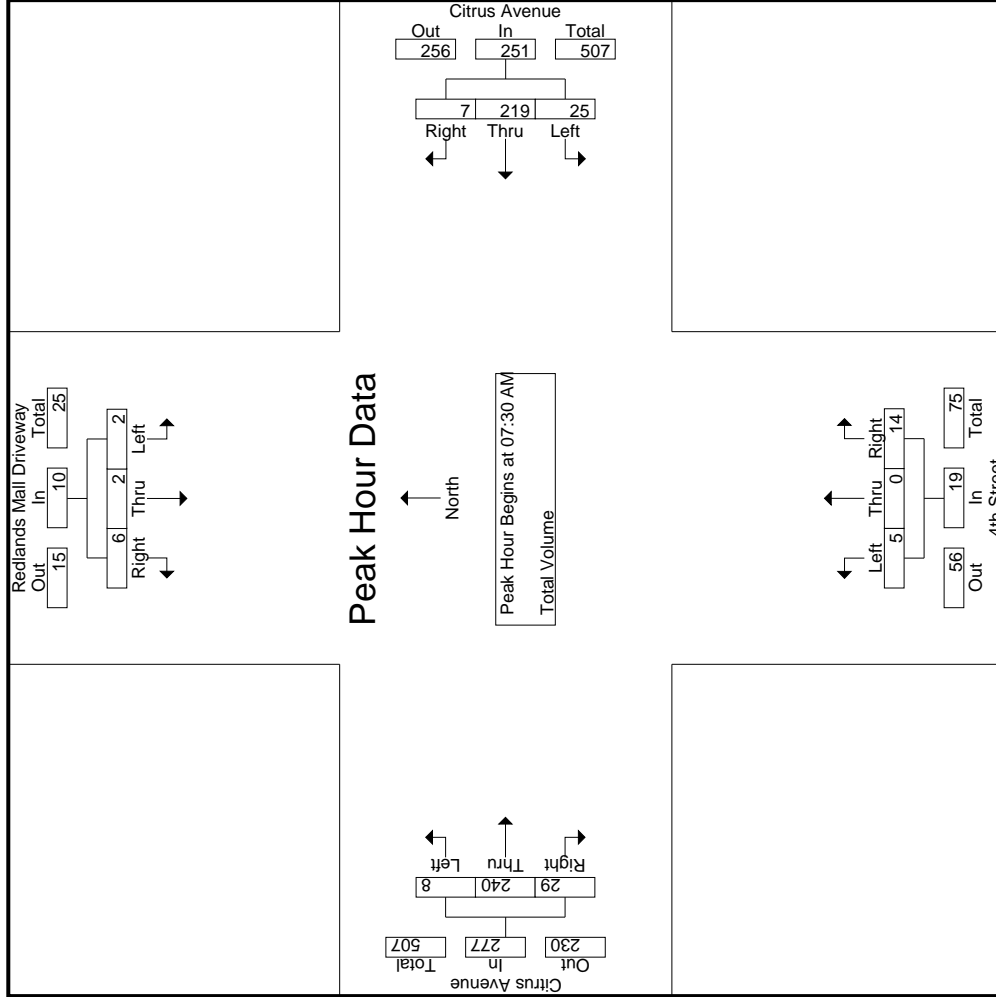 Citrus Avenue
Out In Total
256 251 507
7 219 25
Right Thru Left
Redlands Mall Driveway
Out In Total
15 10 25
6 2 2
Right Thru Left
Peak Hour Data
North
Peak Hour Begins at 07:30 AM
Total Volume
Left Thru Right
5 0 14
56 19 75
Out In Total
4th Street
Left Thru Right
8 240 29
507 277 230
Total In Out
Citrus Avenue